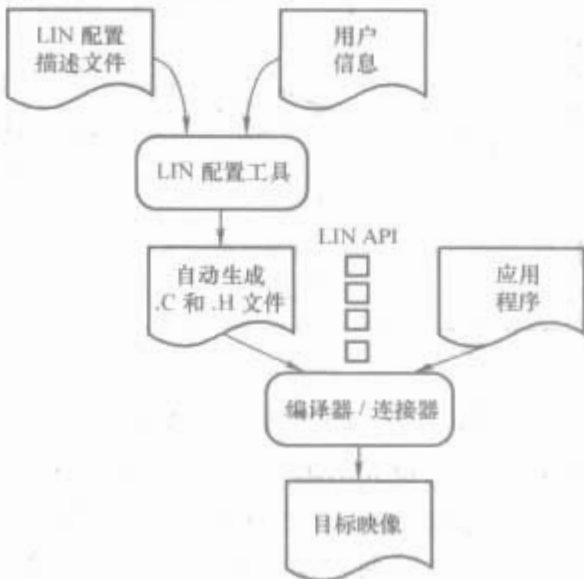 LIN 配置
描述文件
用户
信息
LIN 配置工具
LIN API
自动生成
.C 和 .H 文件
应用
程序
编译器 / 连接器
目标映像